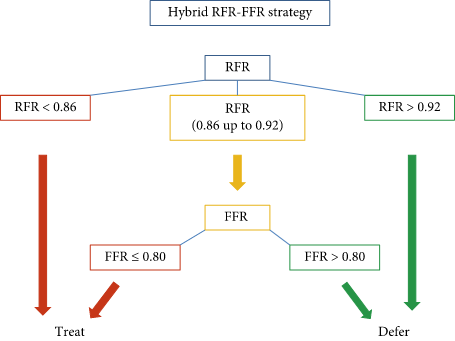 Hybrid RFR-FFR strategy
RFR
RFR < 0.86
RFR
(0.86 up to 0.92)
RFR > 0.92
FFR
FFR ≤ 0.80
FFR > 0.80
Treat
Defer